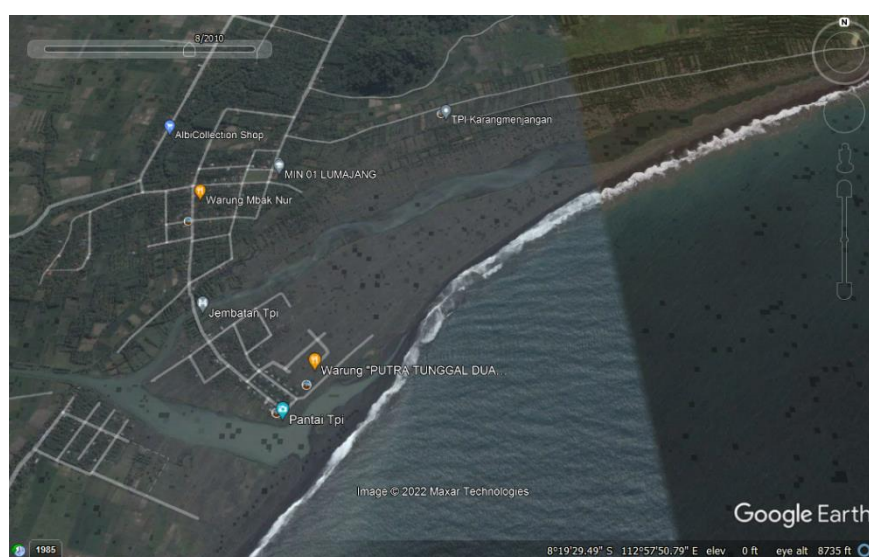 8/2010
N
TPI Karangmenjangan
AlbiCollection Shop
MIN 01 LUMAJANG
Warung Mbak Nur
Jembatan Tpi
Warung "PUTRA TUNGGAL DUA...
Pantai Tpi
Image © 2022 Maxar Technologies
Google Earth
1985
8°19'29.49" S 112°57'50.79" E elev 0 ft eye alt 8735 ft